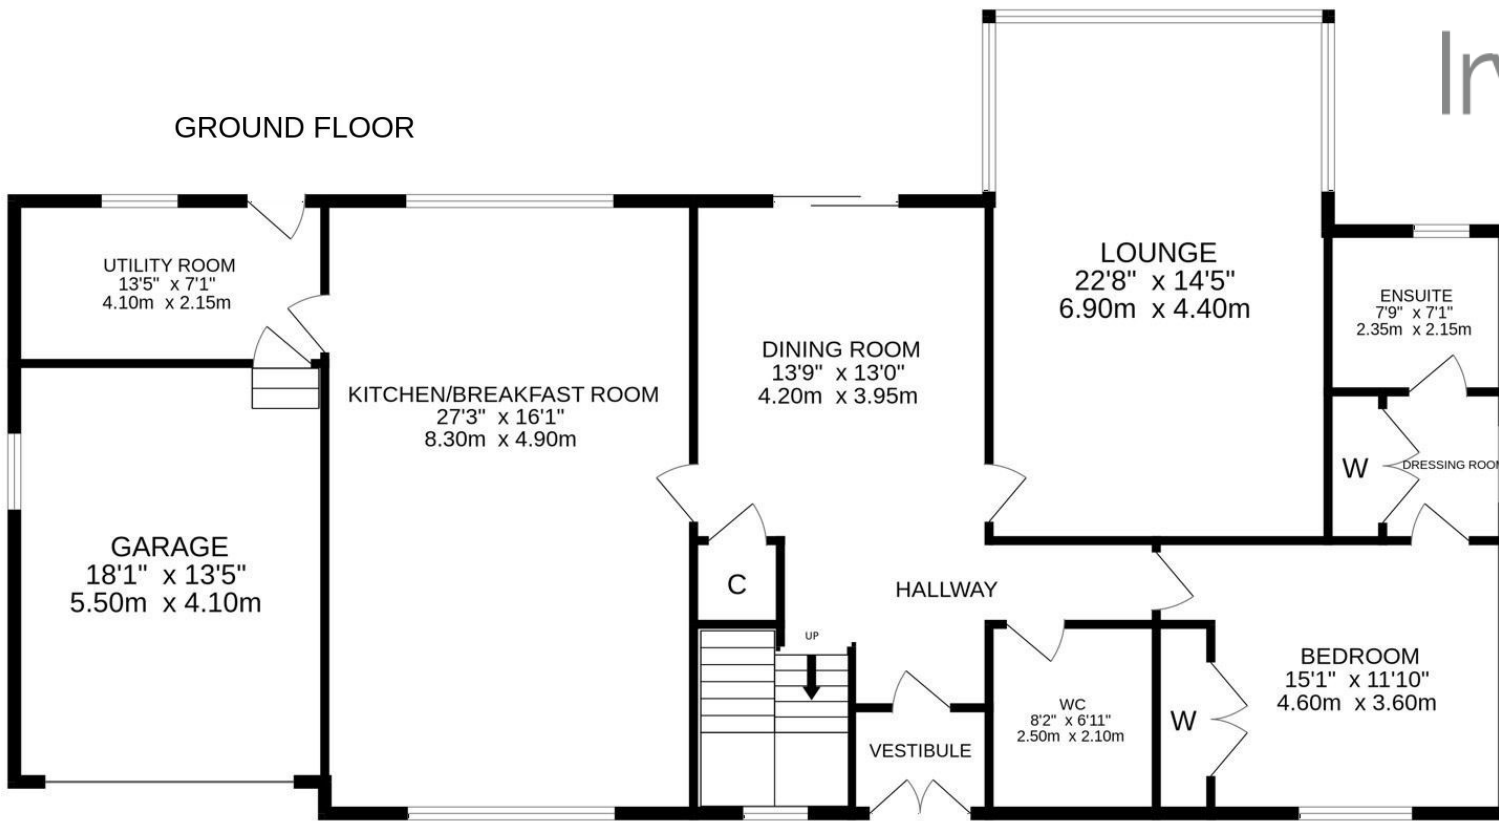 GROUND FLOOR
UTILITY ROOM
13'5" x 7'1"
4.10m x 2.15m
KITCHEN/BREAKFAST ROOM
27'3" x 16'1"
8.30m x 4.90m
DINING ROOM
13'9" x 13'0"
4.20m x 3.95m
LOUNGE
22'8" x 14'5"
6.90m x 4.40m
ENSUITE
7'9" x 7'1"
2.35m x 2.15m
W
DRESSING ROOM
GARAGE
18'1" x 13'5"
5.50m x 4.10m
C
HALLWAY
UP
BEDROOM
15'1" x 11'10"
4.60m x 3.60m
WC
8'2" x 6'11"
2.50m x 2.10m
W
VESTIBULE